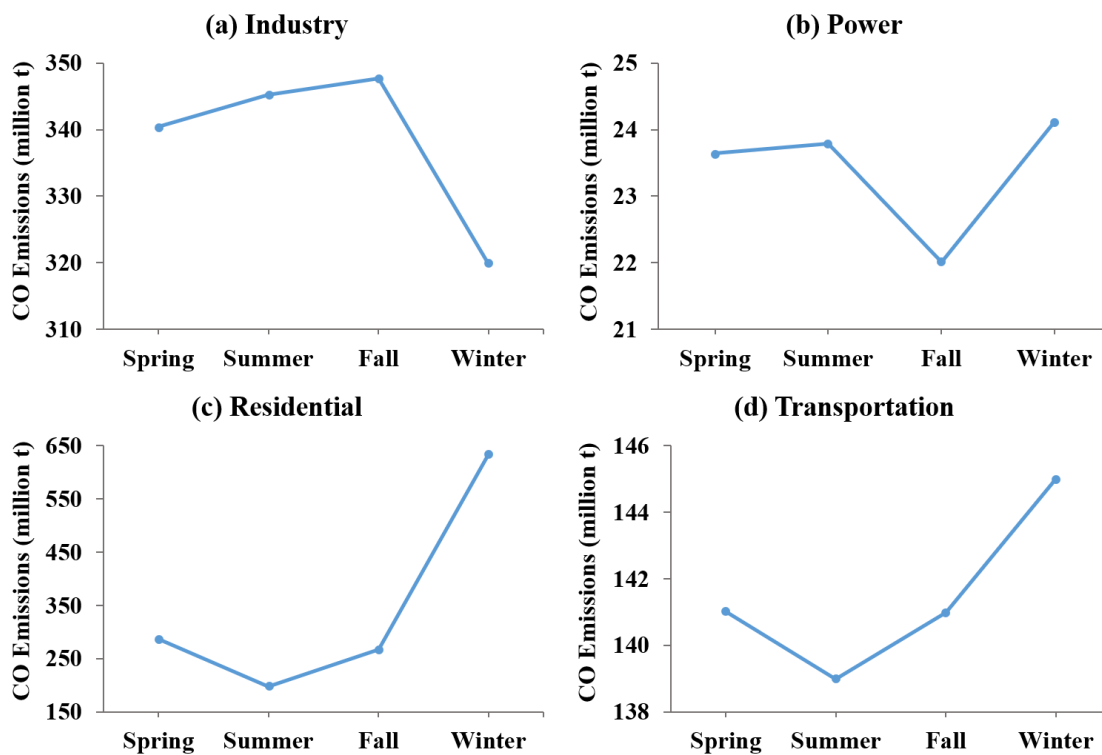 (a) Industry
CO Emissions (million t)
350
340
330
320
310
Spring Summer Fall Winter
(b) Power
CO Emissions (million t)
25
24
23
22
21
Spring Summer Fall Winter
(c) Residential
CO Emissions (million t)
650
550
450
350
250
150
Spring Summer Fall Winter
(d) Transportation
CO Emissions (million t)
146
144
142
140
138
Spring Summer Fall Winter